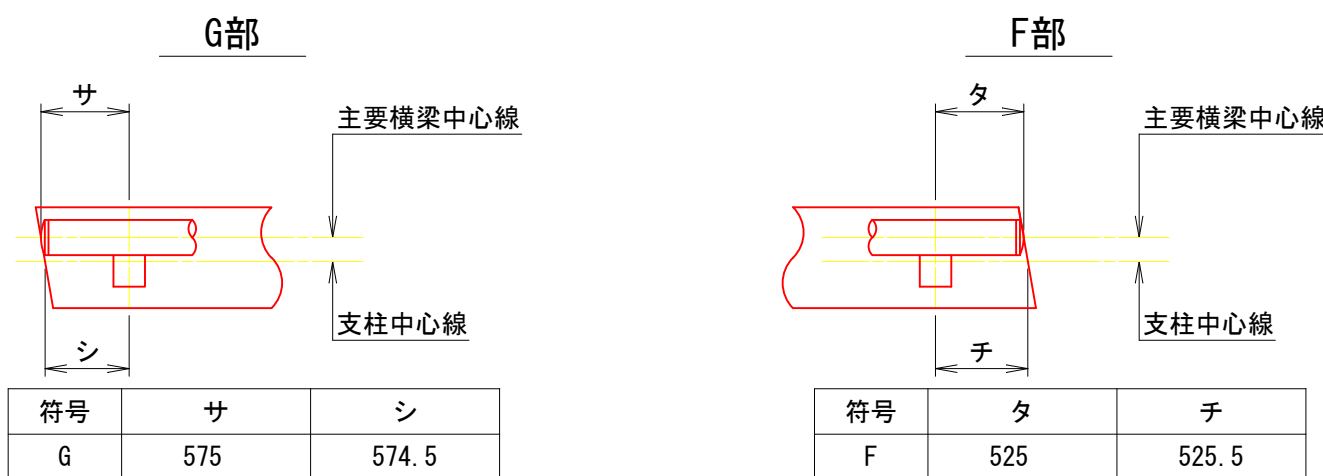 G部
サ
主要横梁中心線
支柱中心線
シ
符号 サ シ
G 575 574.5
F部
タ
主要横梁中心線
支柱中心線
チ
符号 タ チ
F 525 525.5